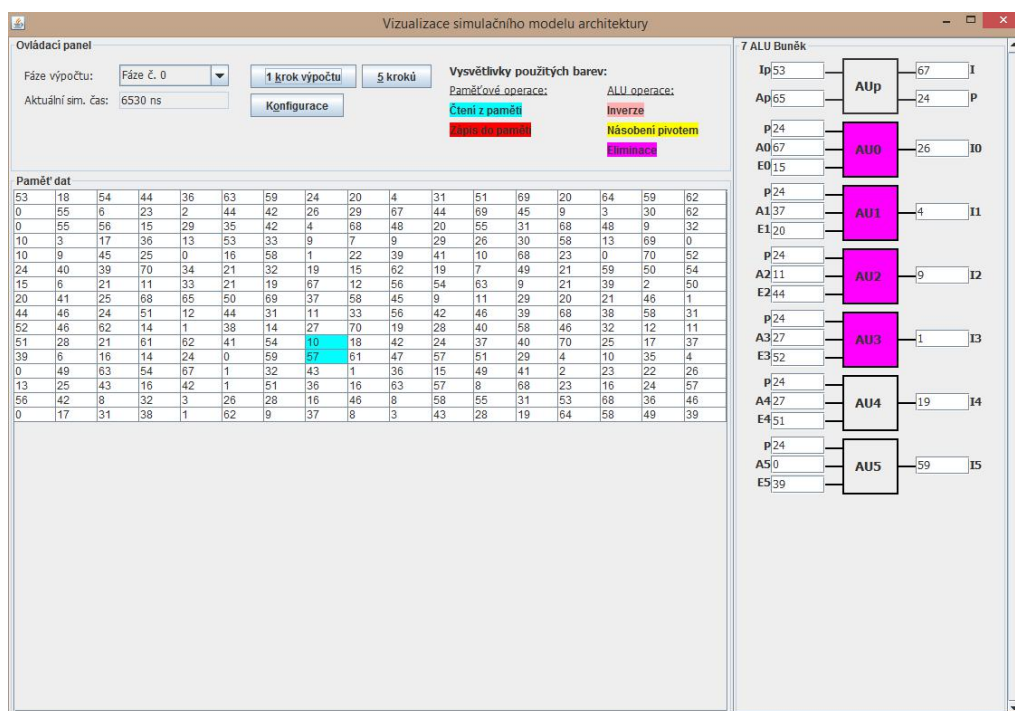 Vizualizace simulačního modelu architektury
Ovládací panel
Fáze výpočtu: Fáze č. 0
1 krok výpočtu 5 kroků
Aktuální sim. čas: 6530 ns
Konfigurace
Vysvětlivky použitých barev:
Paměťové operace: ALU operace:
Čtení z paměti Inverze
Zápis do paměti Násobení pivotem
Eliminace
Paměť dat
53 18 54 44 36 63 59 24 20 4 31 51 69 20 64 59 62
0 55 6 23 2 44 42 26 29 67 44 69 45 9 3 30 62
0 55 56 15 29 35 42 4 68 48 20 55 31 68 48 9 32
10 3 17 36 13 53 33 9 7 9 29 26 30 58 13 69 0
10 9 45 25 0 16 58 1 22 39 41 10 68 23 0 70 52
24 40 39 70 34 21 32 19 15 62 19 7 49 21 59 50 54
15 6 21 11 33 21 19 67 12 56 54 63 9 21 39 2 50
20 41 25 68 65 50 69 37 58 45 9 11 29 20 21 46 1
44 46 24 51 12 44 31 11 33 56 42 46 39 68 38 58 31
52 46 62 14 1 38 14 27 70 19 28 40 58 46 32 12 11
51 28 21 61 62 41 54 10 18 42 24 37 40 70 25 17 37
39 6 16 14 24 0 59 57 61 47 57 51 29 4 10 35 4
0 49 63 54 67 1 32 43 1 36 15 49 41 2 23 22 26
13 25 43 16 42 1 51 36 16 63 57 8 68 23 16 24 57
56 42 8 32 3 26 28 16 46 8 58 55 31 53 68 36 46
0 17 31 38 1 62 9 37 8 3 43 28 19 64 58 49 39
7 ALU Buněk
Ip 53 67 I
AUp
Ap 65 24 P
P 24
A0 67 AU0 26 I0
E0 15
P 24
A1 37 AU1 4 I1
E1 20
P 24
A2 11 AU2 9 I2
E2 44
P 24
A3 27 AU3 1 I3
E3 52
P 24
A4 27 AU4 19 I4
E4 51
P 24
A5 0 AU5 59 I5
E5 39